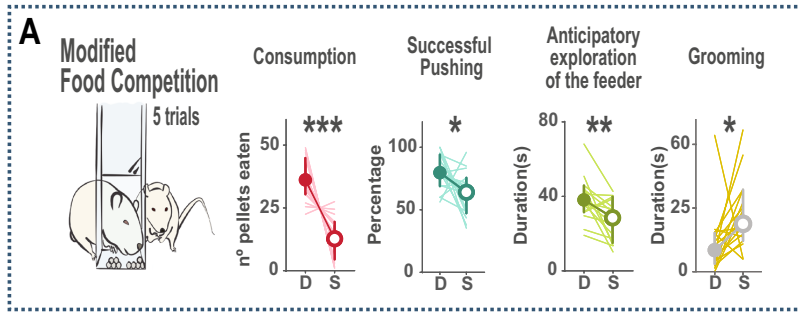 A
Modified
Food Competition
5 trials
Consumption
***
nº pellets eaten
50
25
0
D S
Successful
Pushing
*
Percentage
100
50
0
D S
Anticipatory
exploration
of the feeder
**
Duration(s)
80
40
0
D S
Grooming
*
Duration(s)
60
25
0
D S